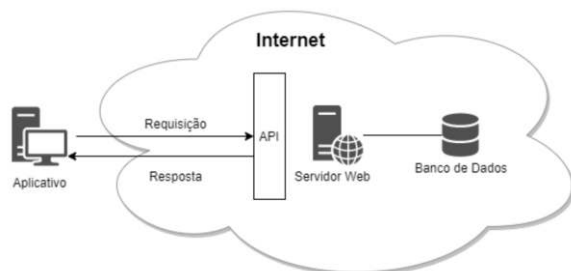 Internet
Requisição
API
Resposta
Aplicativo
Servidor Web
Banco de Dados